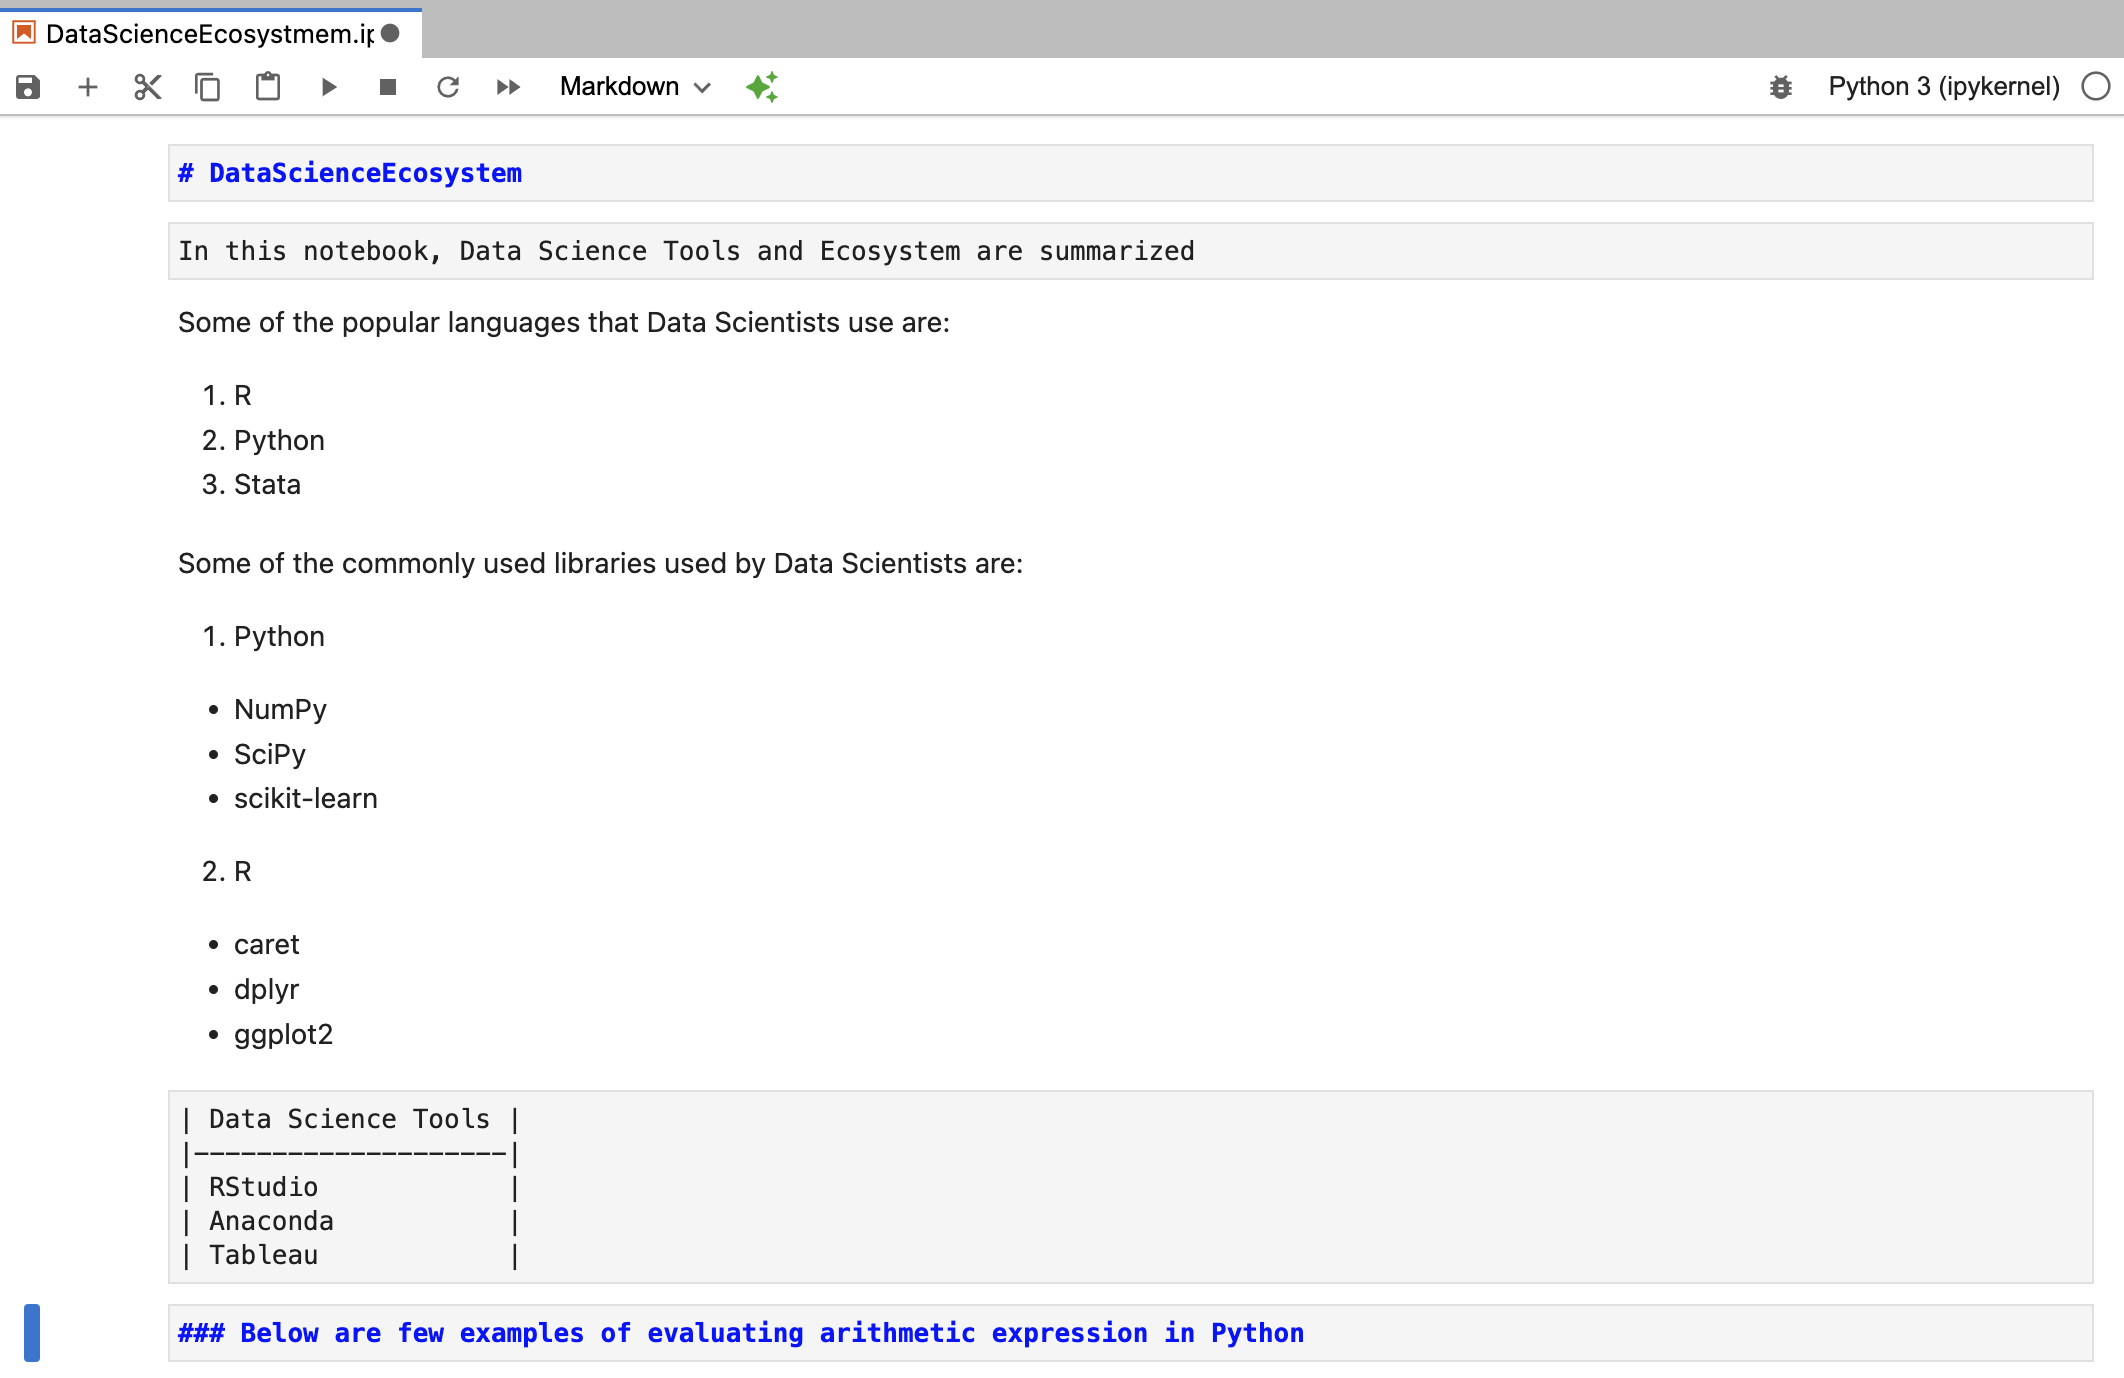 DataScienceEcosystmem.ip
Markdown
Python 3 (ipykernel)
# DataScienceEcosystem
In this notebook, Data Science Tools and Ecosystem are summarized
Some of the popular languages that Data Scientists use are:
1. R
2. Python
3. Stata
Some of the commonly used libraries used by Data Scientists are:
1. Python
• NumPy
• SciPy
• scikit-learn
2. R
• caret
• dplyr
• ggplot2
| Data Science Tools |
|--------------------|
| RStudio            |
| Anaconda           |
| Tableau            |
### Below are few examples of evaluating arithmetic expression in Python